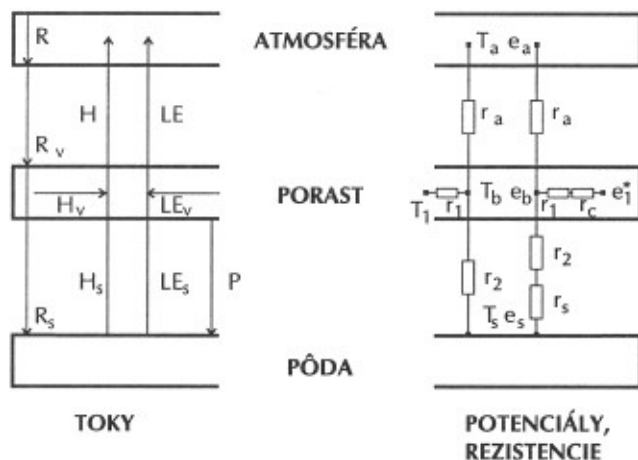 R
ATMOSFÉRA
T_a e_a
H
LE
r_a
r_a
R_v
H_v
LE_v
PORAST
T_1
r_1
T_b e_b
r_1
r_c
e_1^*
H_s
LE_s
P
r_2
r_2
r_s
R_s
T_s e_s
PÔDA
TOKY
POTENCIÁLY,
REZISTENCIE